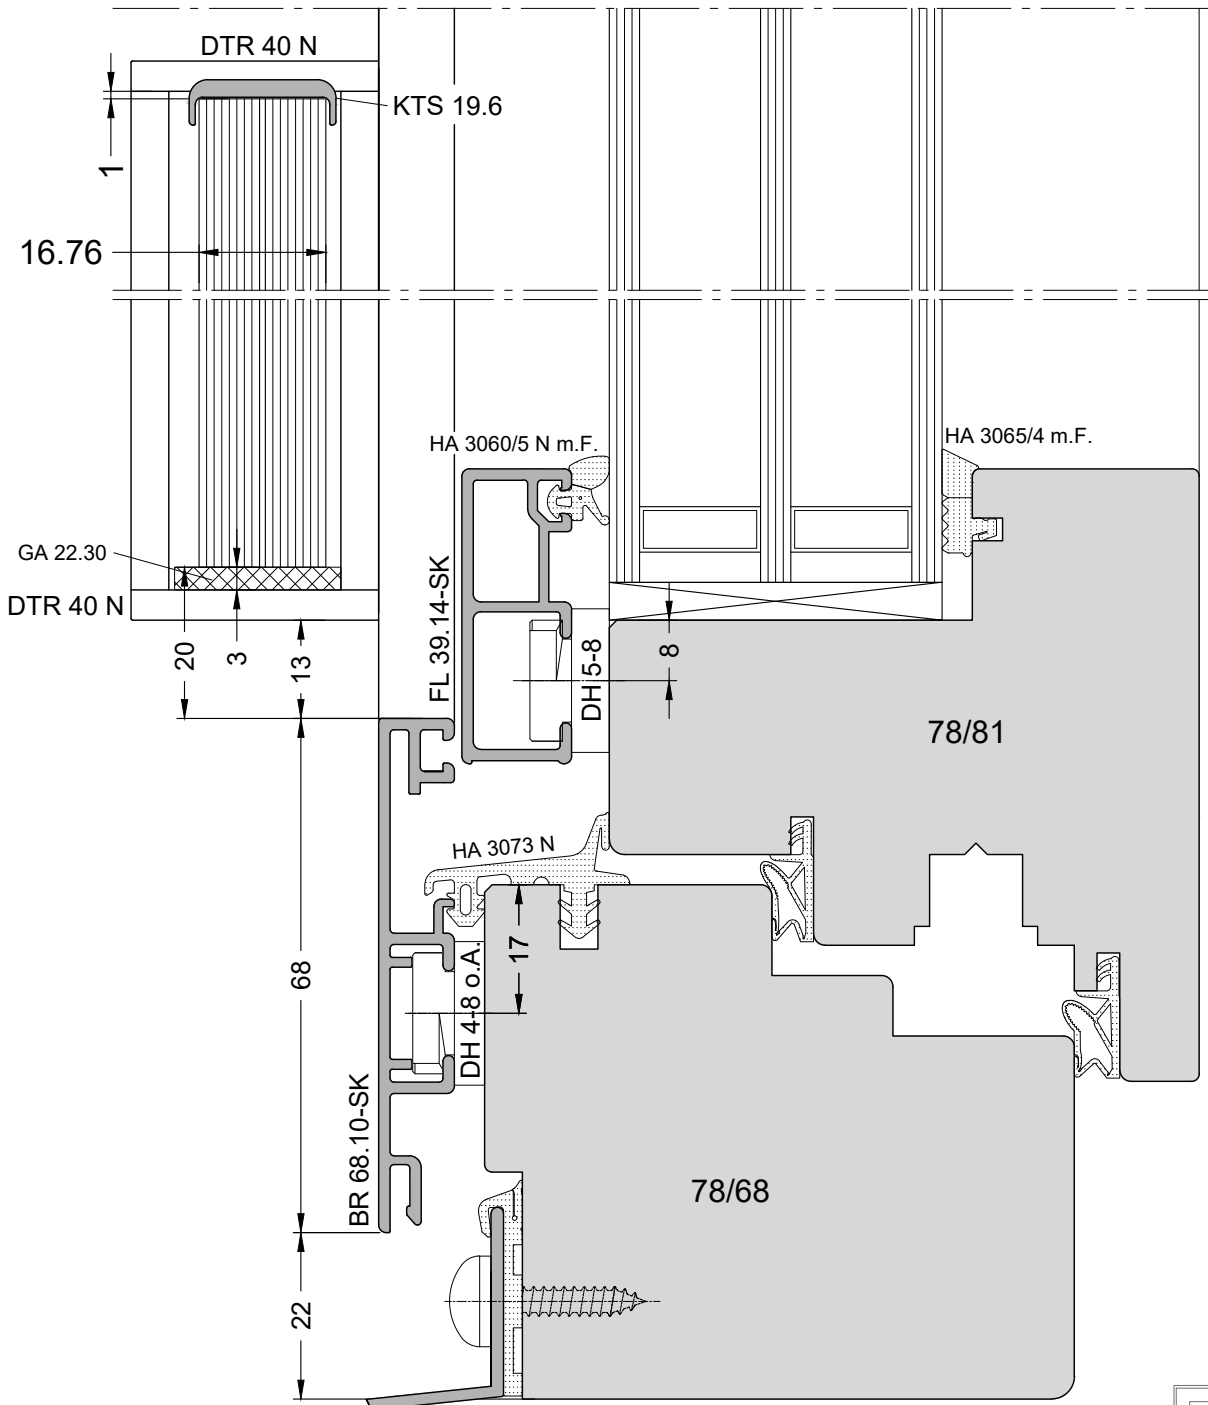 DTR 40 N
KTS 19.6
1
16.76
HA 3060/5 N m.F.
HA 3065/4 m.F.
GA 22.30
DTR 40 N
20
3
13
FL 39.14-SK
DH 5-8
8
78/81
HA 3073 N
68
17
DH 4-8 o.A.
BR 68.10-SK
78/68
22